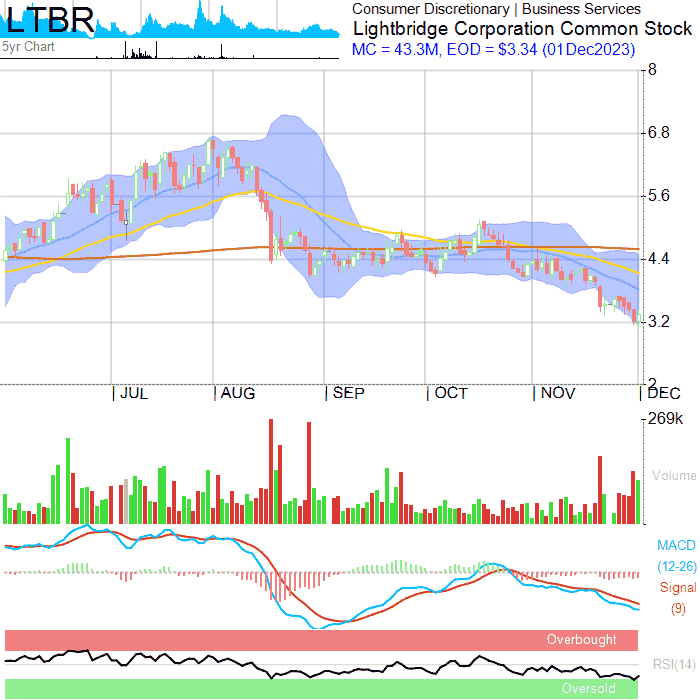 LTBR
Consumer Discretionary | Business Services
Lightbridge Corporation Common Stock
5yr Chart
MC = 43.3M, EOD = $3.34 (01Dec2023)
8
6.8
5.6
4.4
3.2
2
JUL AUG SEP OCT NOV DEC
269k
Volume
MACD
(12-26)
Signal
(9)
Overbought
RSI(14)
Oversold